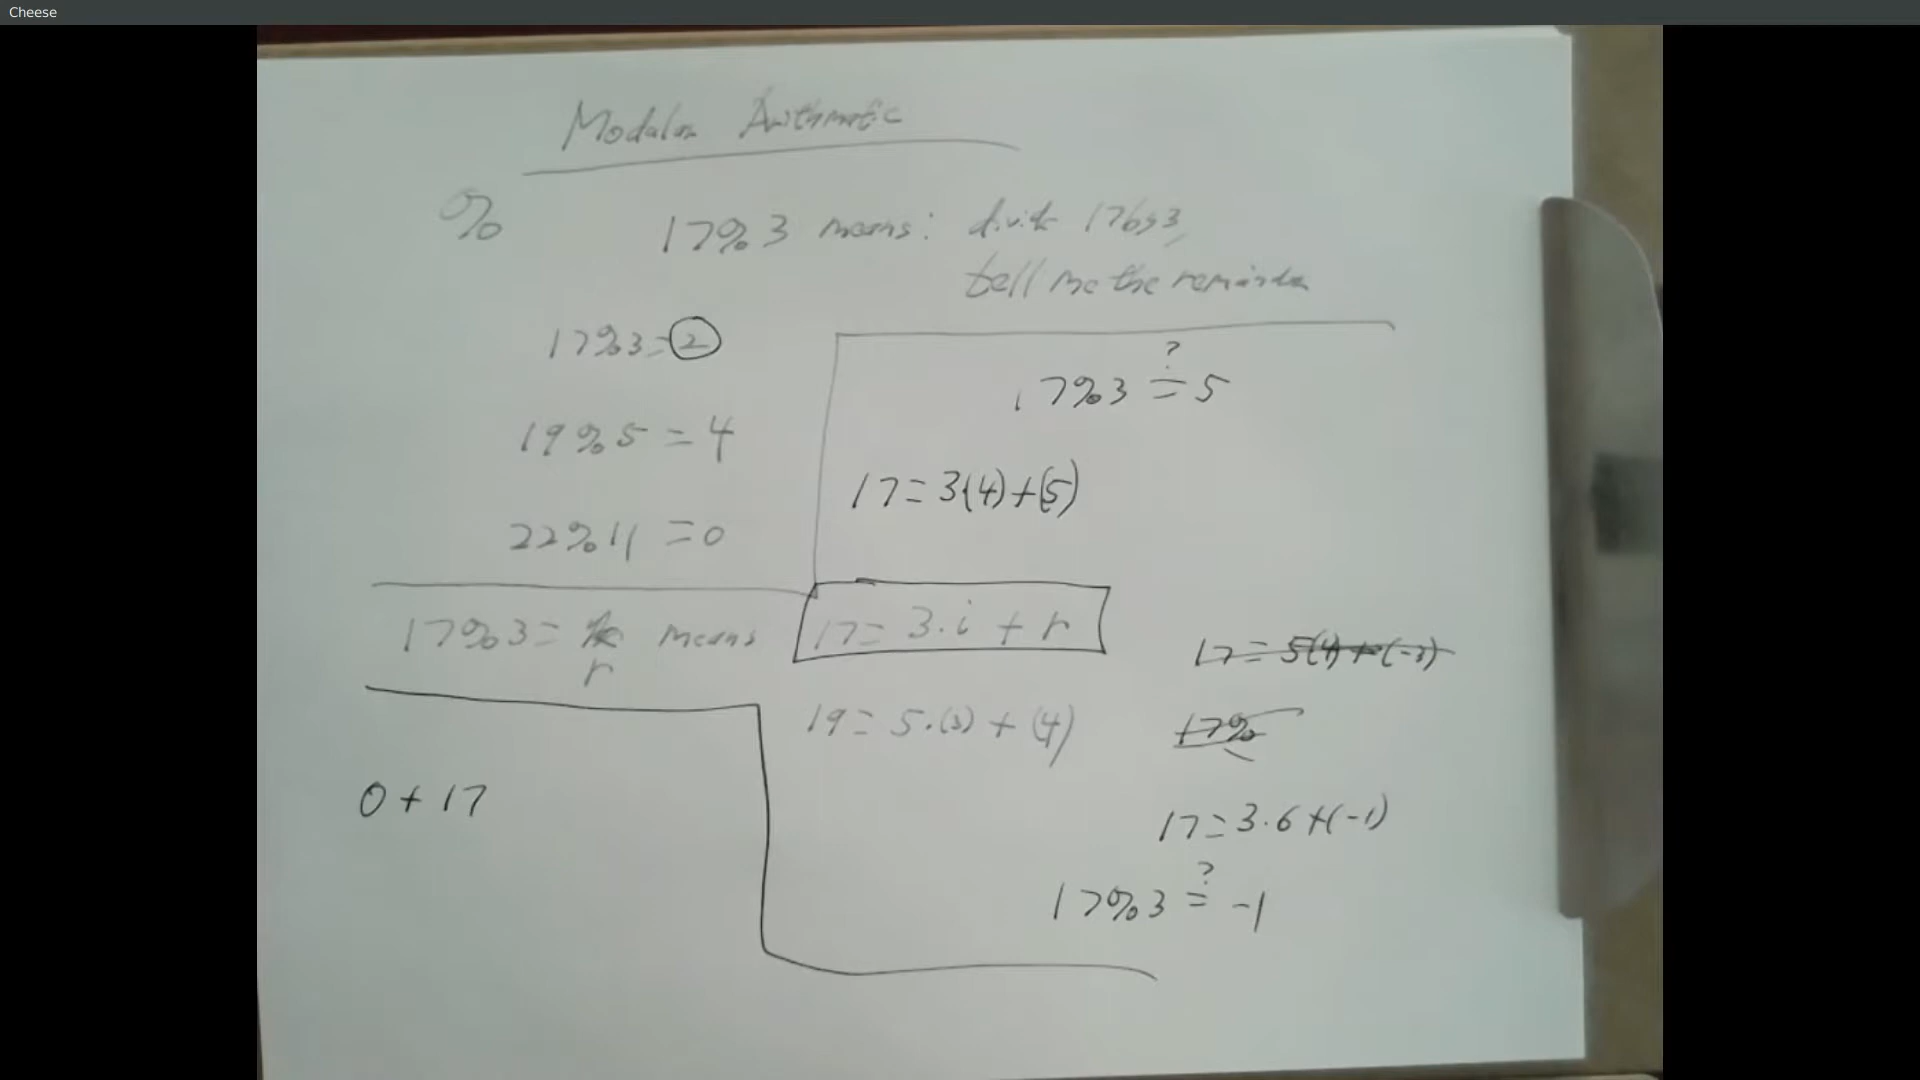 Cheese
Modular Arithmatic
%
17%3 means: divide 17 by 3,
tell me the remainder
17%3=2
19%5=4
22%11=0
17%3 ?= 5
17=3(4)+(5)
17%3= r means
17=3.i+r
19=5.(3)+(4)
17=5(4)+(-3)
17%
0+17
17=3.6+(-1)
17%3 ?= -1